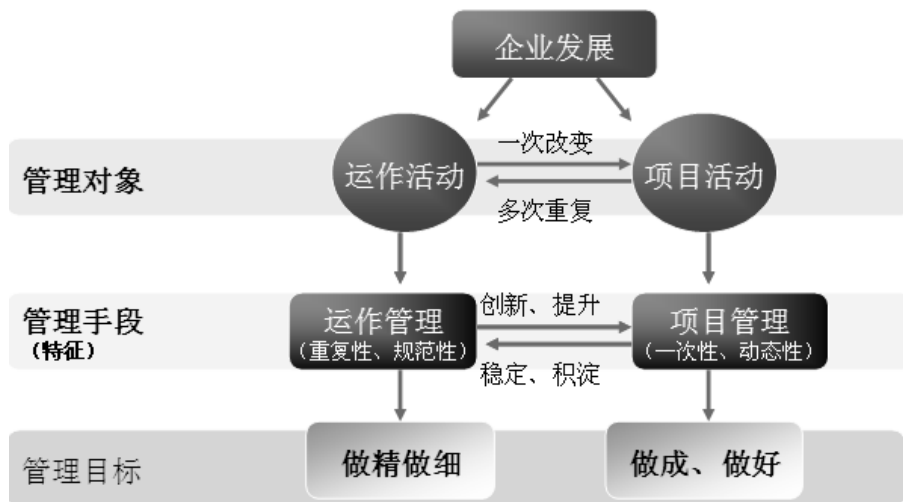 企业发展
一次改变
管理对象
运作活动
项目活动
多次重复
管理手段
(特征)
创新、提升
运作管理
(重复性、规范性)
项目管理
(一次性、动态性)
稳定、积淀
管理目标
做精做细
做成、做好